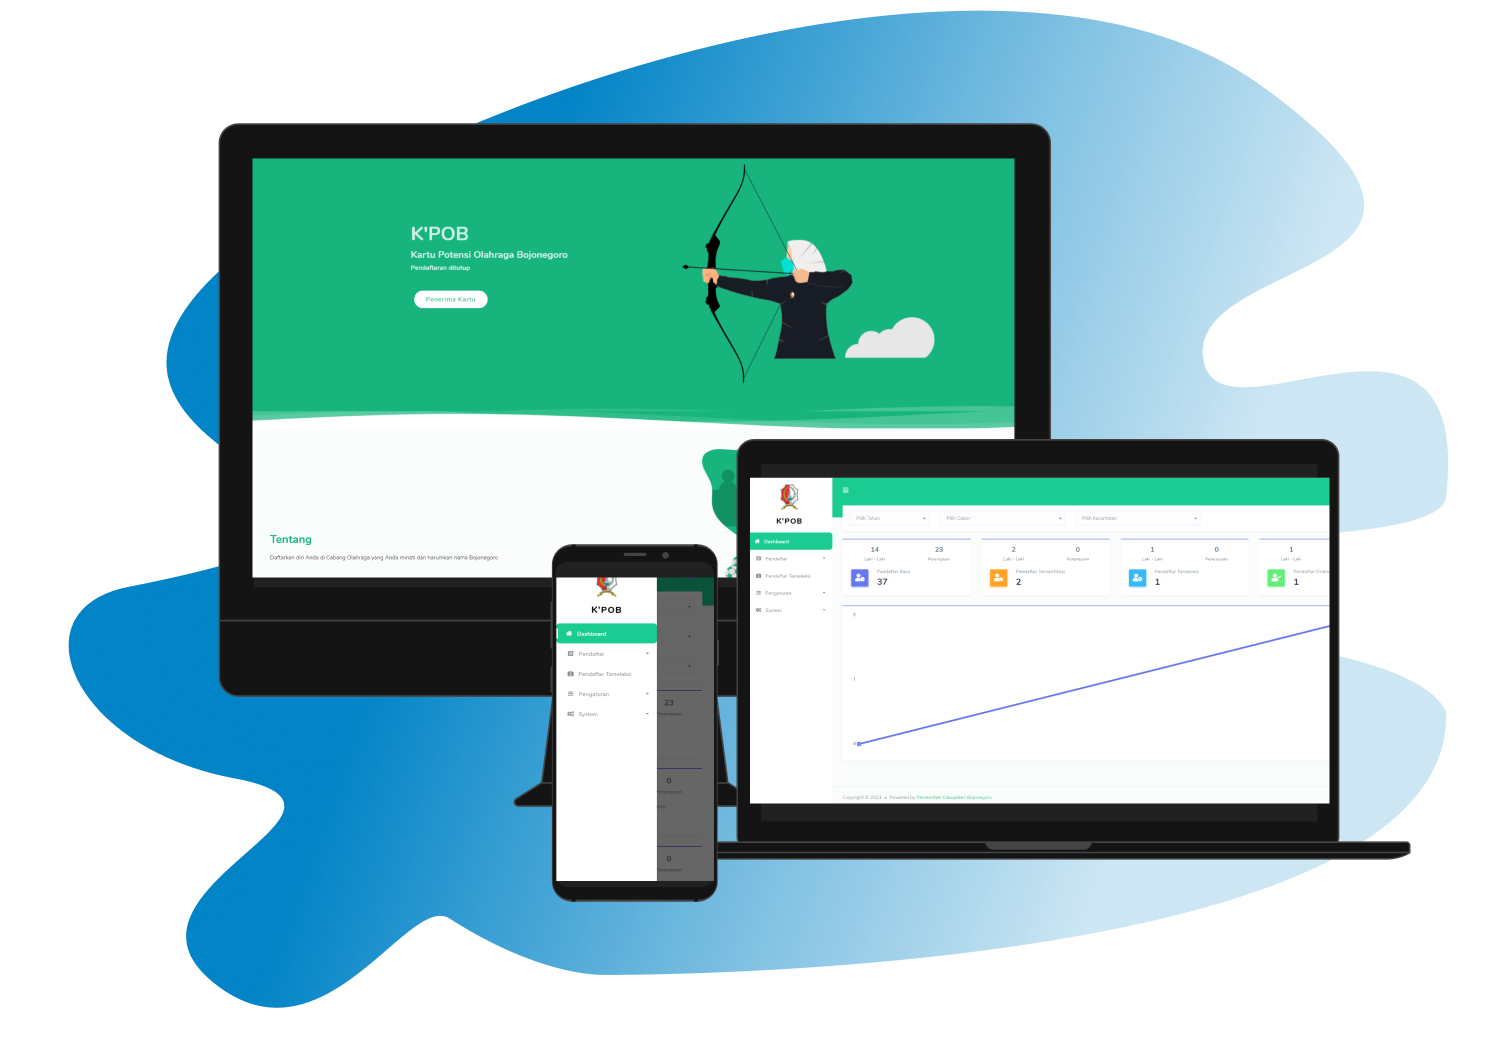 K'POB
Kartu Potensi Olahraga Bojonegoro
Pendaftaran ditutup
Penerima Kartu
Tentang
Daftarkan diri Anda di Cabang Olahraga yang Anda minati dan harumkan nama Bojonegoro
K'POB
Dashboard
Pendaftar
Pendaftar Terseleksi
Pengaturan
System
Pilih Tahun
Pilih Cabor
Pilih Kecamatan
14 23
Laki - Laki Perempuan
Pendaftar Baru
37
2 0
Laki - Laki Perempuan
Pendaftar Terverifikasi
2
1 0
Laki - Laki Perempuan
Pendaftar Terseleksi
1
1
Laki - Laki
Pendaftar
1
2
1
0
Copyright © 2021 • Powered by Pemerintah Kabupaten Bojonegoro
K'POB
Dashboard
Pendaftar
Pendaftar Terseleksi
Pengaturan
System
23
Perempuan
0
Perempuan
0
Perempuan